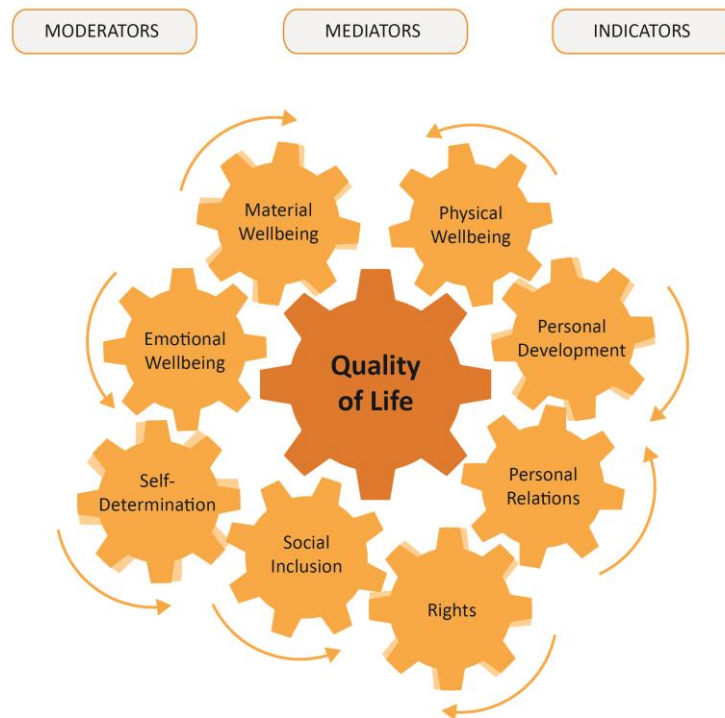 MODERATORS
MEDIATORS
INDICATORS
Material
Wellbeing
Physical
Wellbeing
Emotional
Wellbeing
Quality
of Life
Personal
Development
Self-
Determination
Personal
Relations
Social
Inclusion
Rights